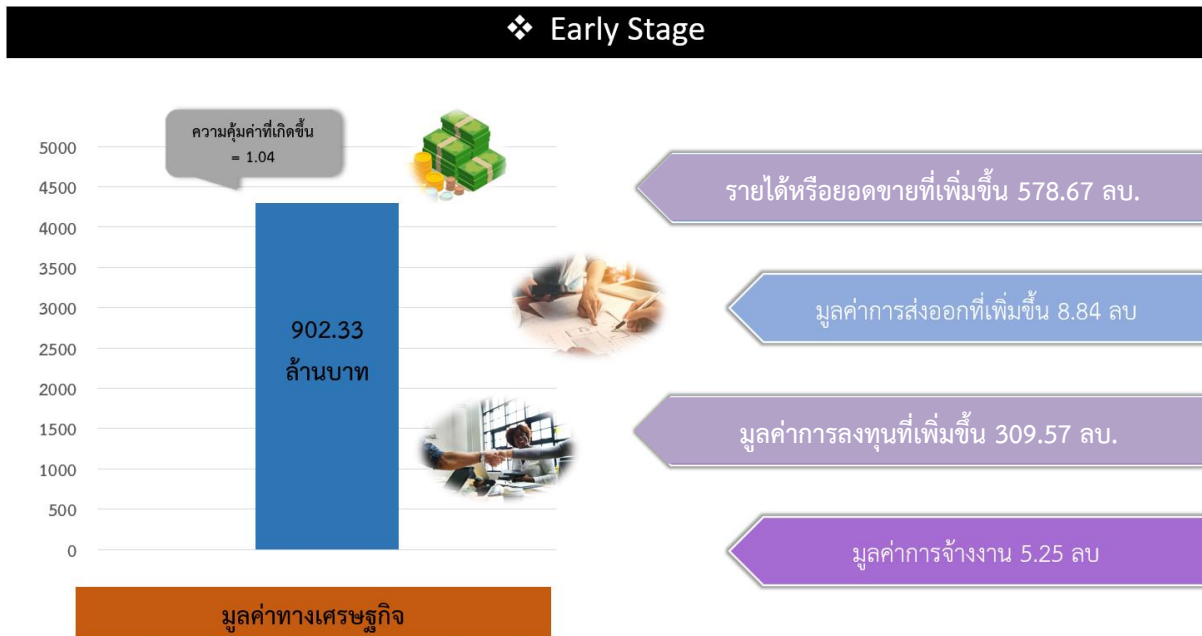 ❖ Early Stage
ความคุ้มค่าที่เกิดขึ้น
= 1.04
5000
4500
4000
3500
3000
2500
2000
1500
1000
500
0
902.33
ล้านบาท
มูลค่าทางเศรษฐกิจ
รายได้หรือยอดขายที่เพิ่มขึ้น 578.67 ลบ.
มูลค่าการส่งออกที่เพิ่มขึ้น 8.84 ลบ
มูลค่าการลงทุนที่เพิ่มขึ้น 309.57 ลบ.
มูลค่าการจ้างงาน 5.25 ลบ